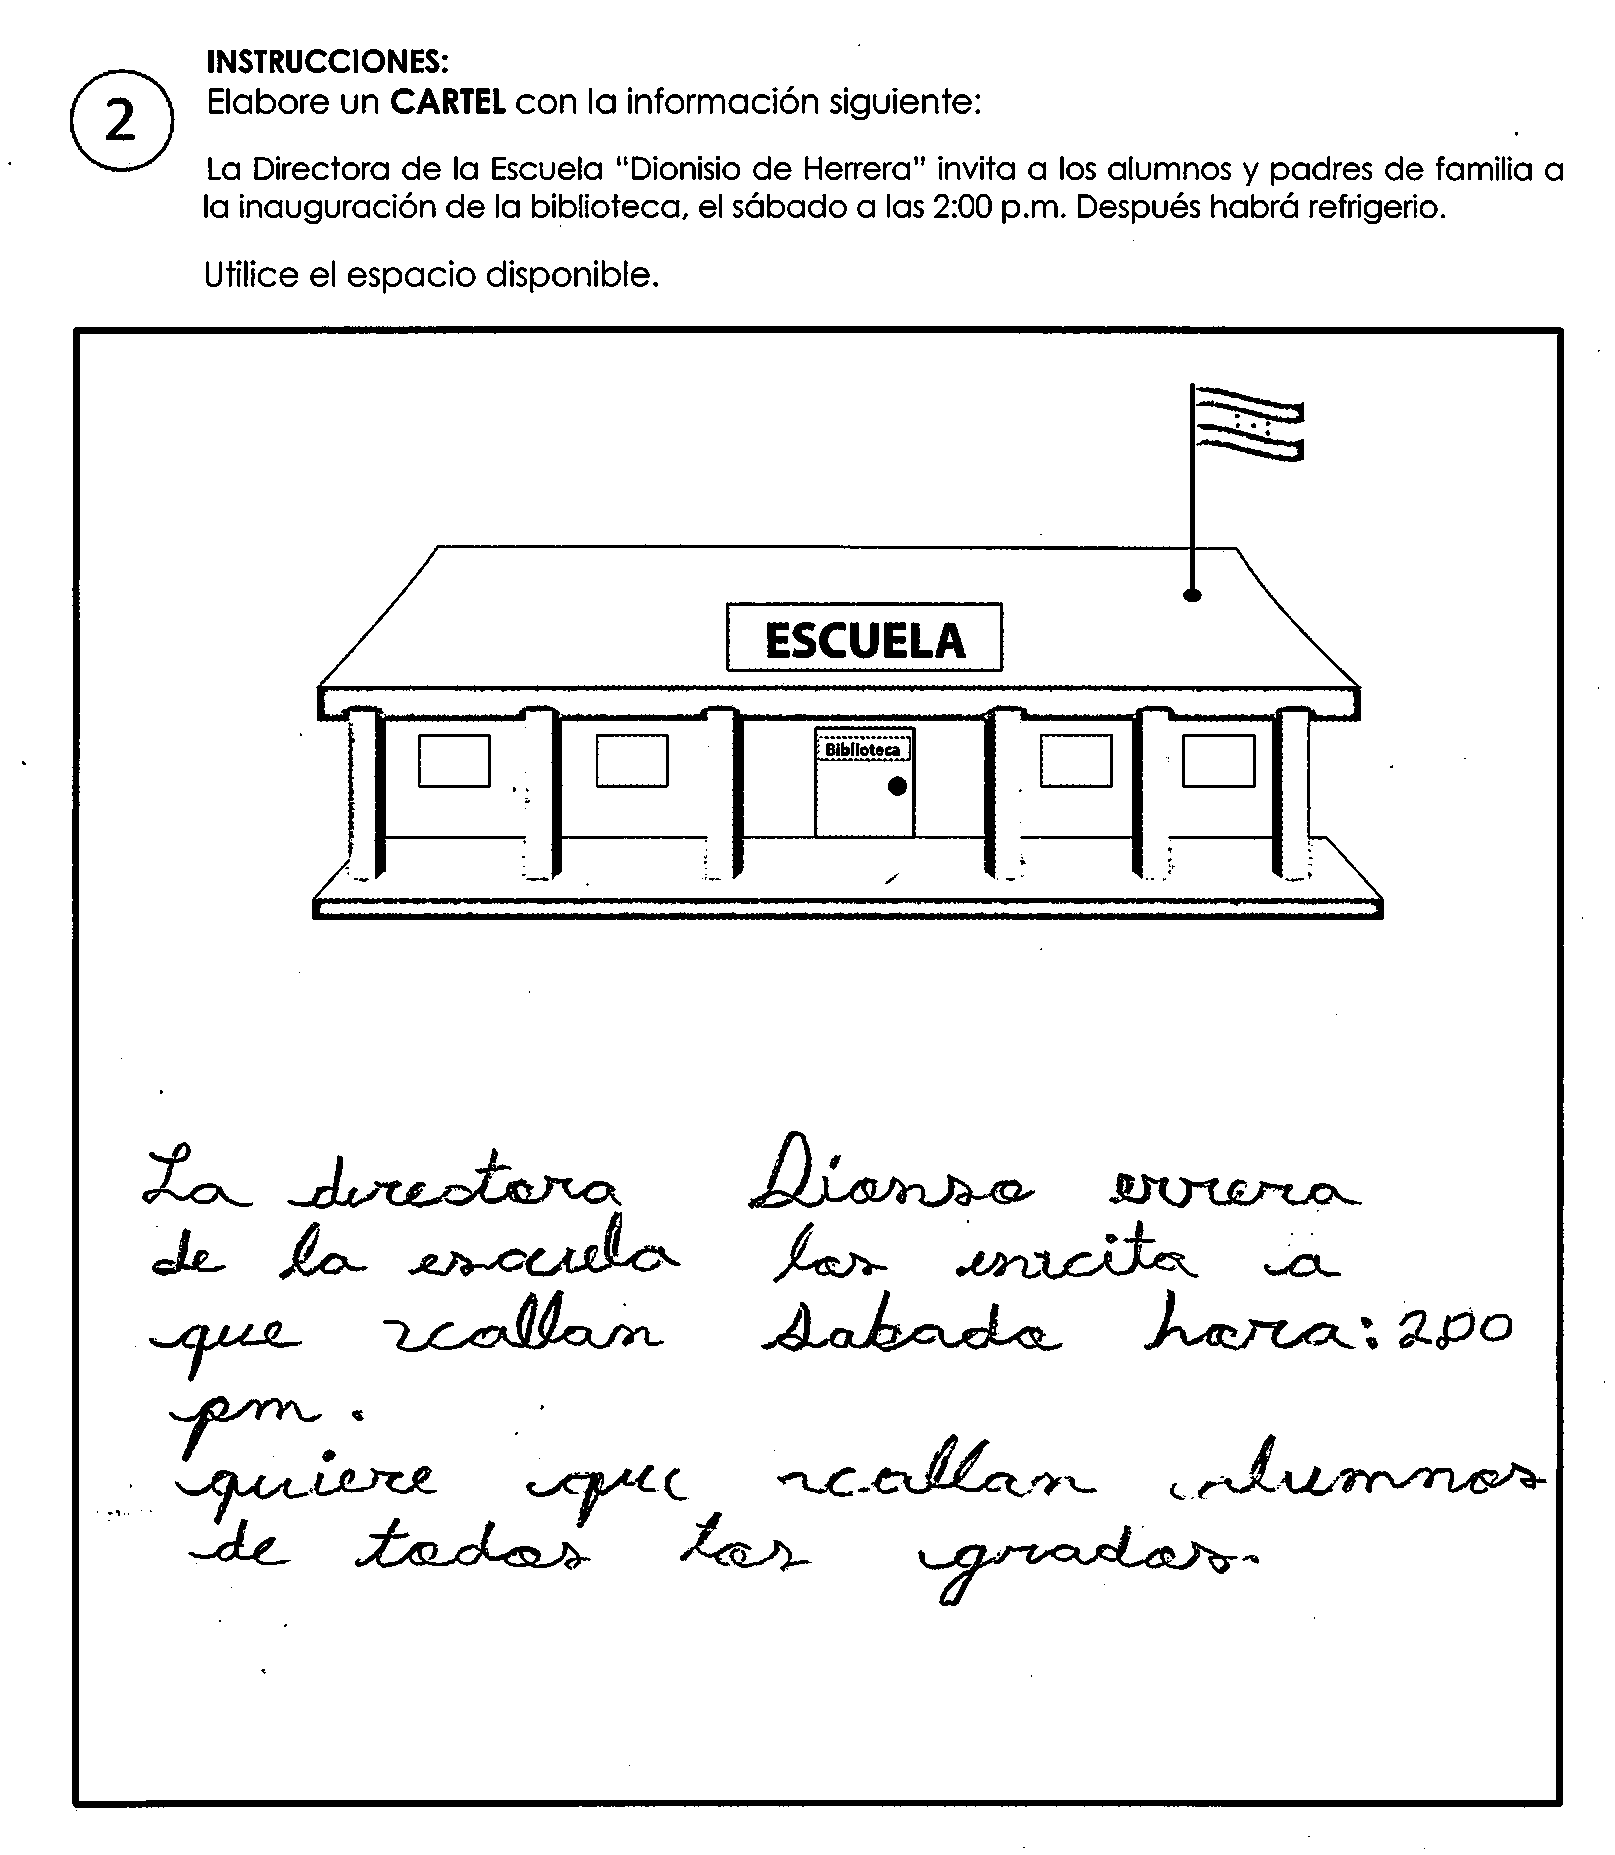 INSTRUCCIONES:
2
Elabore un CARTEL con la información siguiente:
La Directora de la Escuela "Dionisio de Herrera" invita a los alumnos y padres de familia a
la inauguración de la biblioteca, el sábado a las 2:00 p.m. Después habrá refrigerio.
Utilice el espacio disponible.
ESCUELA
Biblioteca
La directora Dionso errera
de la escuela los invita a
que vallan sabado hora: 2:00
pm.
quiere que vallan alumnos
de todos los grados.